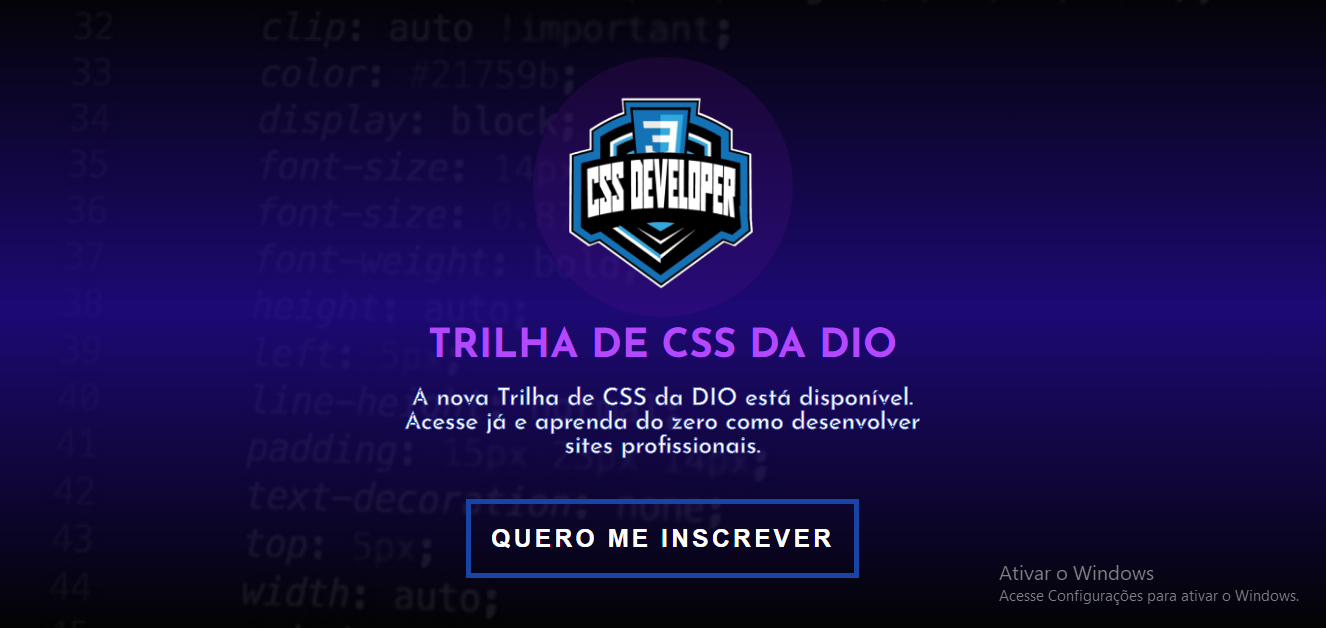 32 clip: auto !important;
33 color: #21759b;
34 display: block;
35 font-size: 14p
36 font-size: 0.8
37 font-weight: bold;
38 height: auto;
39 left: 5px;
40 line-height:
41 padding: 15px 23px 14px;
42 text-decoration: none;
43 top: 5px;
44 width: auto;
3
CSS DEVELOPER
TRILHA DE CSS DA DIO
A nova Trilha de CSS da DIO está disponível.
Acesse já e aprenda do zero como desenvolver
sites profissionais.
QUERO ME INSCREVER
Ativar o Windows
Acesse Configurações para ativar o Windows.